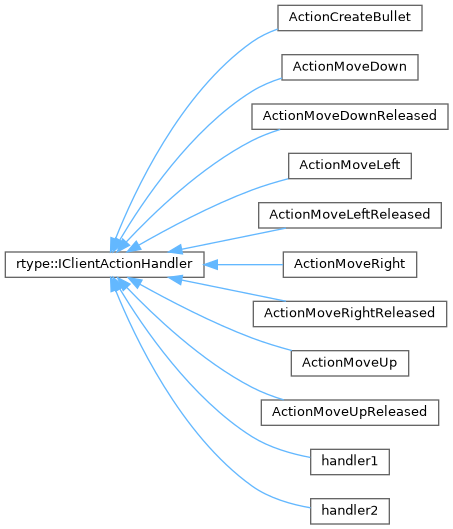 ActionCreateBullet
ActionMoveDown
ActionMoveDownReleased
ActionMoveLeft
ActionMoveLeftReleased
rtype::IClientActionHandler
ActionMoveRight
ActionMoveRightReleased
ActionMoveUp
ActionMoveUpReleased
handler1
handler2